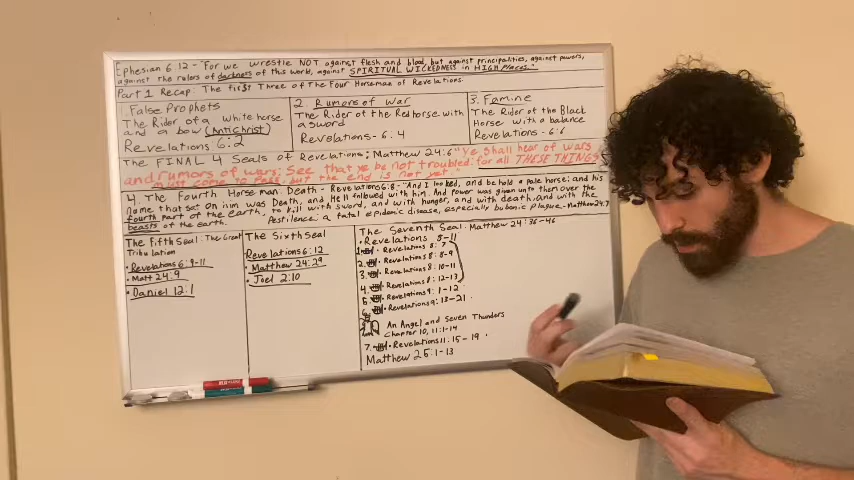 Ephesian 6:12 - "For we wrestle NOT against flesh and blood, but against principalities, against powers,
against the rulers of darkness of this world, against SPIRITUAL WICKEDNESS in HIGH Places."
Part 1 Recap The first Three of The Four Horseman of Revelations.
1. False Prophets
The Rider of a white horse
and a bow (Antichrist)
Revelations 6:2
2 Rumors of War
The Rider of the Red horse with
a sword
Revelations - 6:4
3. Famine
The Rider of the Black
Horse with a balance
Revelations - 6:6
The FINAL 4 Seals of Revelations; Matthew 24:6 "Ye shall hear of wars
and rumors of wars; See that ye be not troubled: for all THESE THINGS
must come to pass, but the end is not yet"
4. The Fourth Horseman Death - Revelations 6:8 - "And I looked, and behold a pale horse; and his
name that sat on him was Death, and Hell followed with him. And Power was given unto them over the
fourth part of the earth, to kill with sword, and with hunger, and with death, and with the
beasts of the earth. Pestilence: a fatal epidemic disease, especially bubonic plague. - Matthew 24:7
The Fifth Seal: The Great
Tribulation
• Revelations 6:9-11
• Matt 24:9
• Daniel 12:1
The Sixth Seal
Revelations 6:12
• Matthew 24:29
• Joel 2:10
The Seventh Seal: Matthew 24:36-46
• Revelations 8-11
1. Revelations 8:7
2. Revelations 8:8-9
3. Revelations 8:10-11
4. Revelations 8:12-13
5. Revelations 9:1-12
6. Revelations 9:13-21
An Angel and Seven Thunders
Chapter 10, 11:1-14
7. Revelations 11:15-19
Matthew 25:1-13